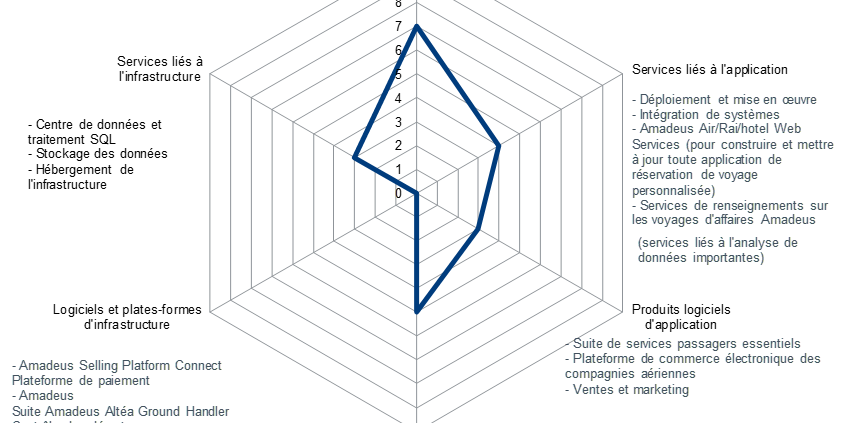 8
7
6
5
4
3
2
1
0
Services liés à
l'infrastructure
- Centre de données et
traitement SQL
- Stockage des données
- Hébergement de
l'infrastructure
Services liés à l'application
- Déploiement et mise en œuvre
- Intégration de systèmes
- Amadeus Air/Rai/hotel Web
Services (pour construire et mettre
à jour toute application de
réservation de voyage
personnalisée)
- Services de renseignements sur
les voyages d'affaires Amadeus
(services liés à l'analyse de
données importantes)
Logiciels et plates-formes
d'infrastructure
- Amadeus Selling Platform Connect
Plateforme de paiement
- Amadeus
Suite Amadeus Altéa Ground Handler
Produits logiciels
d'application
- Suite de services passagers essentiels
- Plateforme de commerce électronique des
compagnies aériennes
- Ventes et marketing